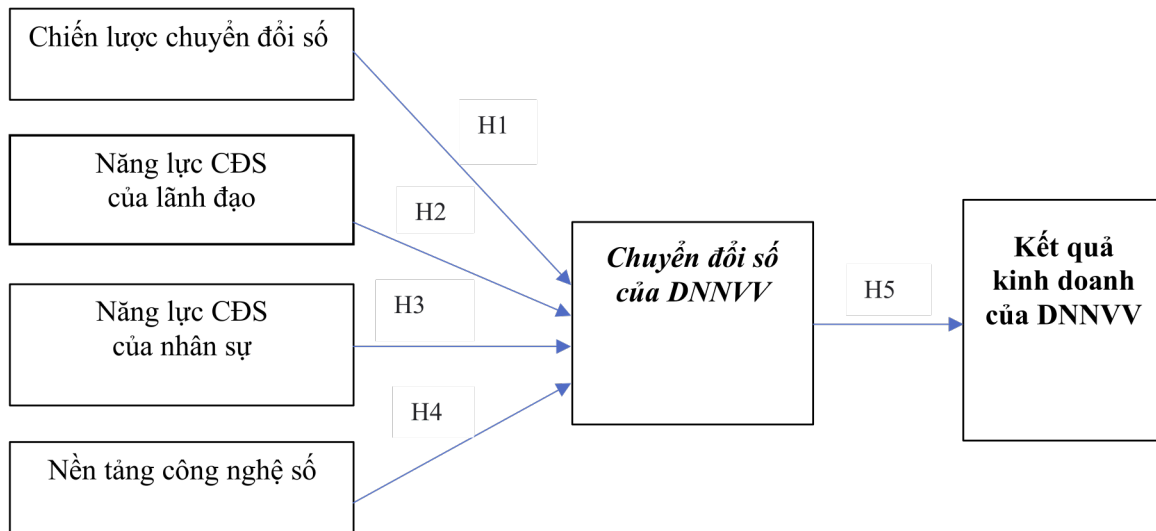 Chiến lược chuyển đổi số
H1
Năng lực CĐS
của lãnh đạo
H2
Năng lực CĐS
của nhân sự
H3
Nền tảng công nghệ số
H4
Chuyển đổi số
của DNNVV
H5
Kết quả
kinh doanh
của DNNVV